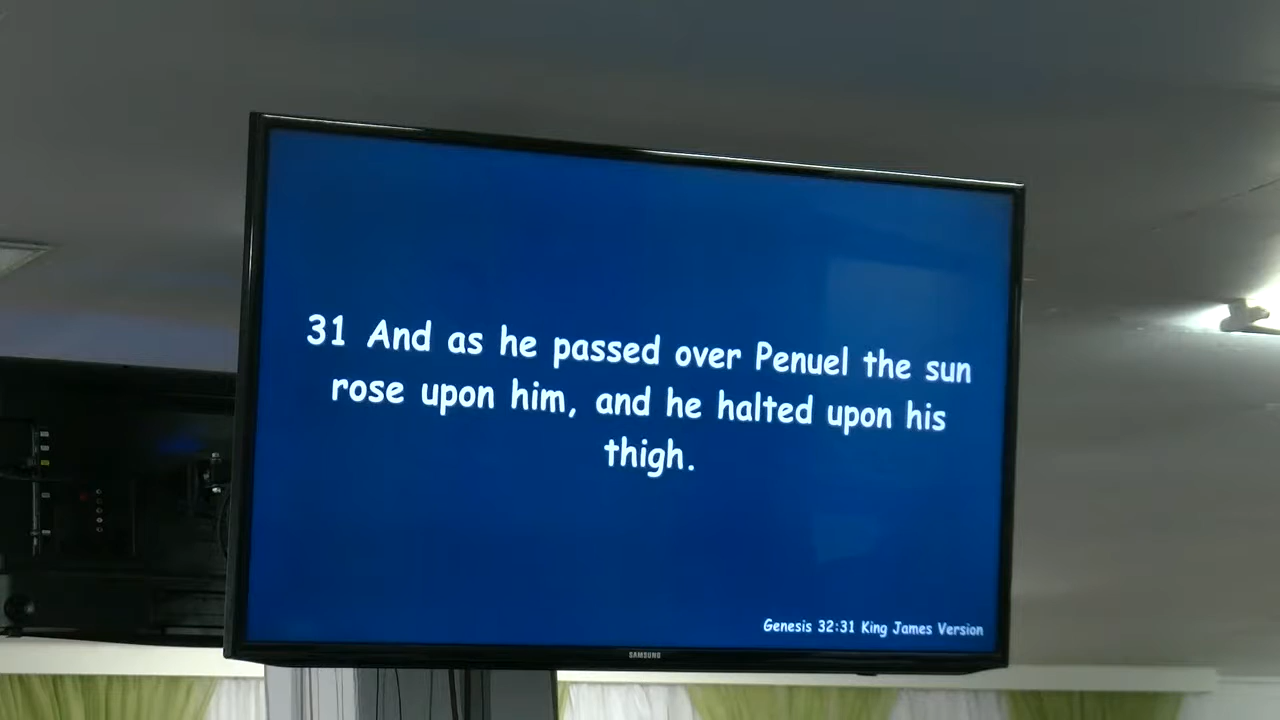 31 And as he passed over Penuel the sun
rose upon him, and he halted upon his
thigh.
Genesis 32:31 King James Version
SAMSUNG